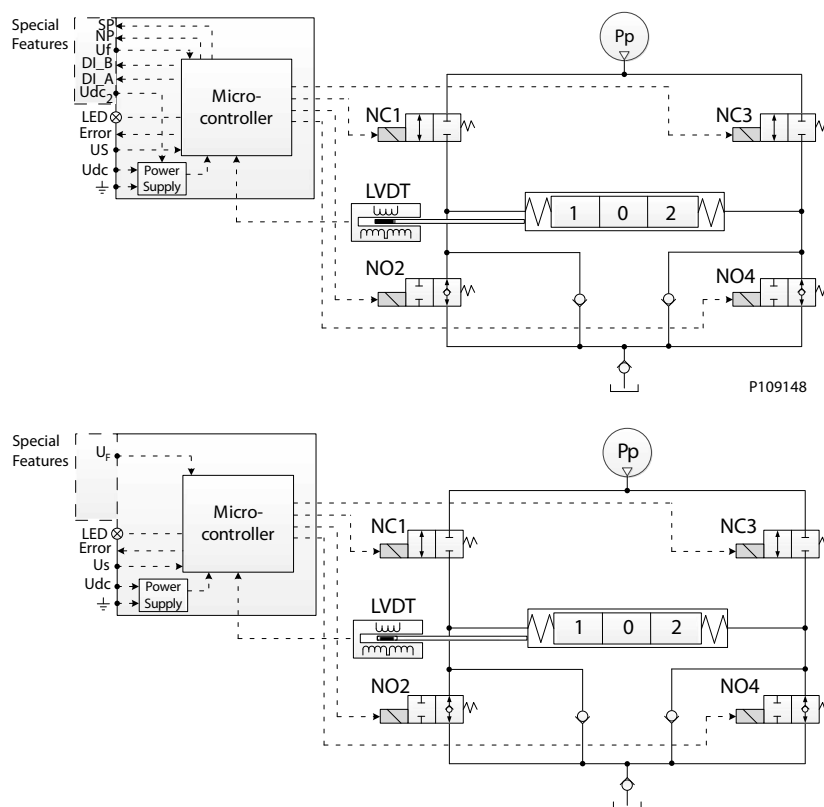 Special
Features
SP
NP
Uf
DI_B
DI_A
Udc
2
LED
Error
US
Udc
Micro-
controller
Power
Supply
Pp
NC1
NC3
LVDT
1 0 2
NO2
NO4
P109148
Special
Features
UF
LED
Error
Us
Udc
Micro-
controller
Power
Supply
Pp
NC1
NC3
LVDT
1 0 2
NO2
NO4